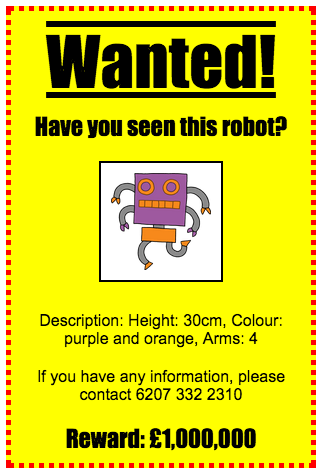 Wanted!
Have you seen this robot?
Description: Height: 30cm, Colour:
purple and orange, Arms: 4
If you have any information, please
contact 6207 332 2310
Reward: £1,000,000